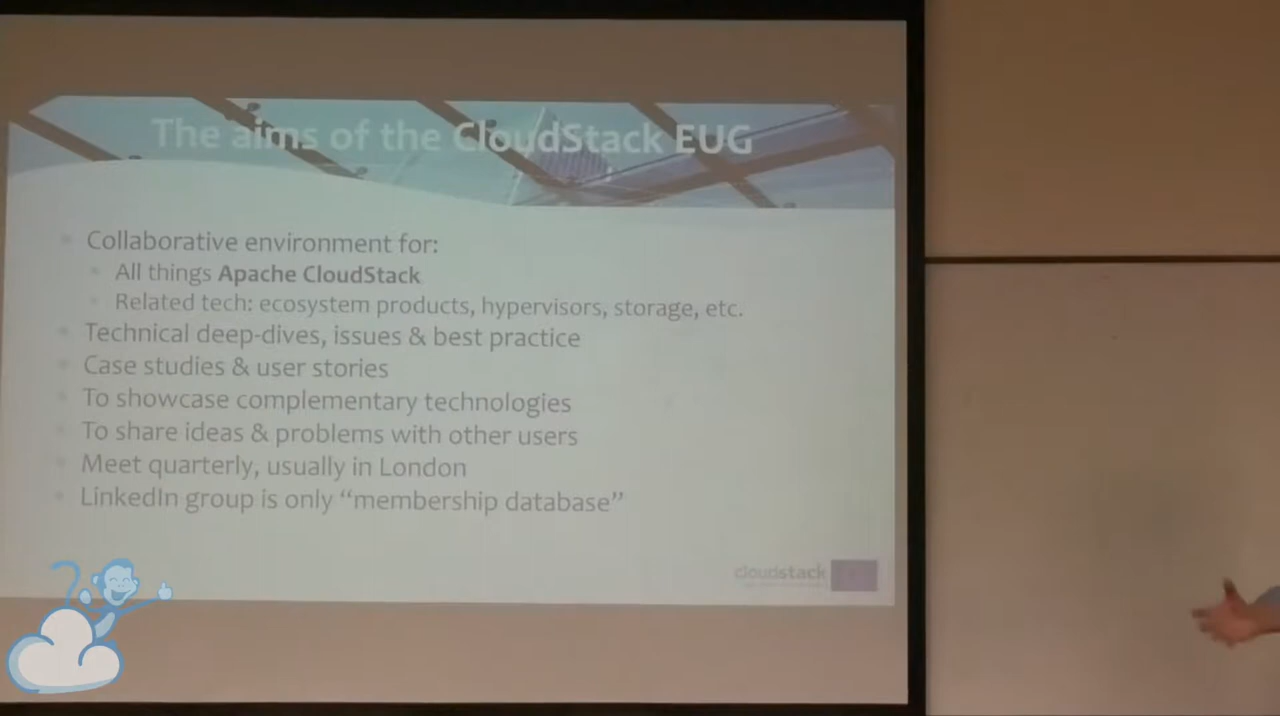 The aims of the CloudStack EUG
Collaborative environment for:
All things Apache CloudStack
Related tech: ecosystem products, hypervisors, storage, etc.
Technical deep-dives, issues & best practice
Case studies & user stories
To showcase complementary technologies
To share ideas & problems with other users
Meet quarterly, usually in London
LinkedIn group is only “membership database”
cloudstack